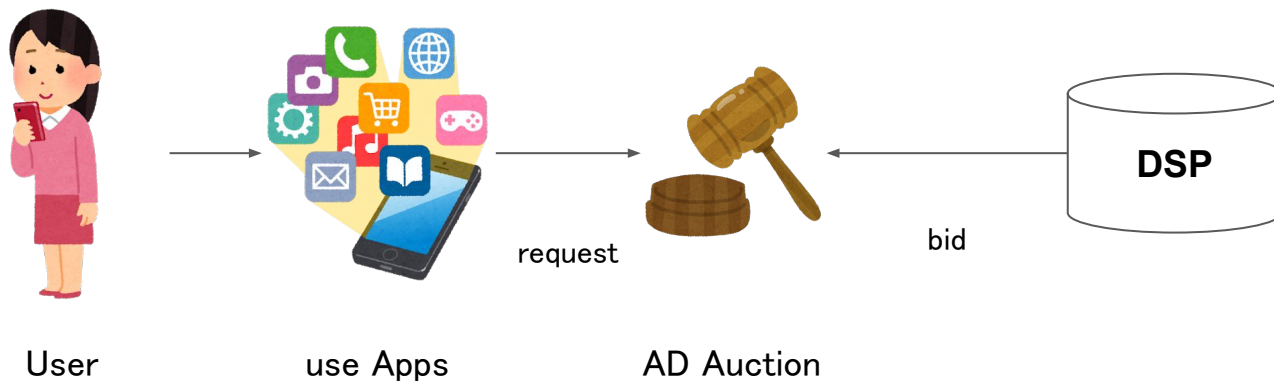 DSP
request
bid
User
use Apps
AD Auction